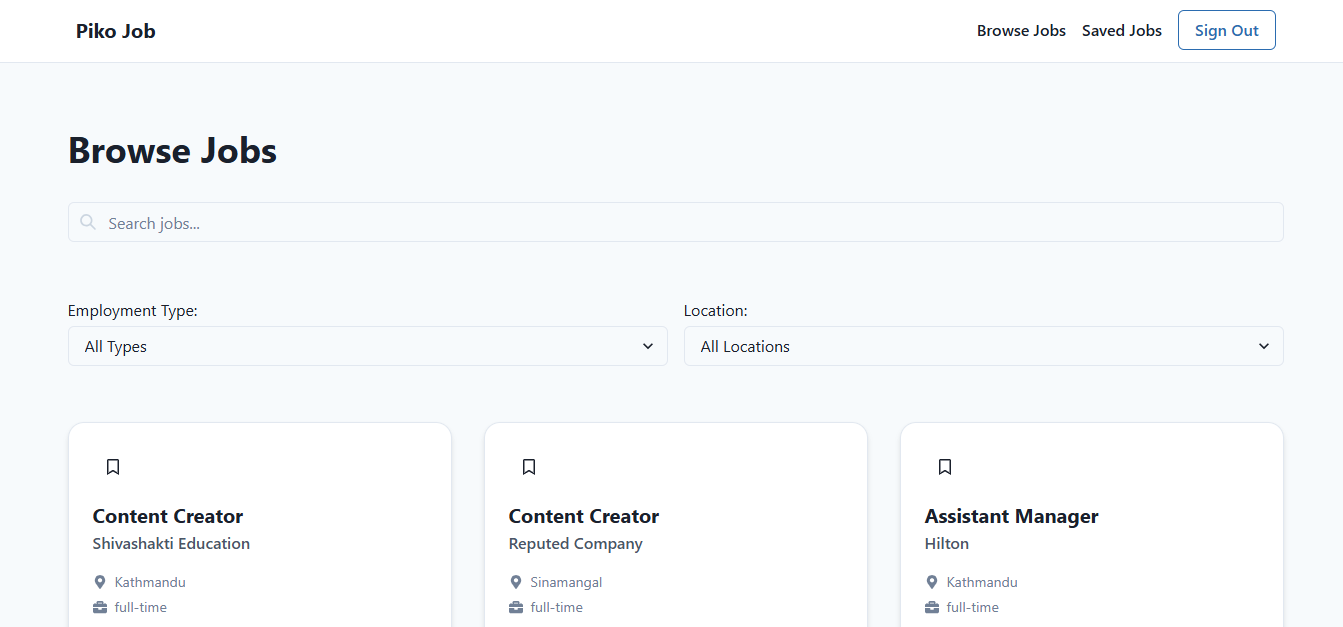 Piko Job Browse Jobs Saved Jobs Sign Out
Browse Jobs
Search jobs...
Employment Type: Location:
All Types All Locations
Content Creator Content Creator Assistant Manager
Shivashakti Education Reputed Company Hilton
Kathmandu Sinamangal Kathmandu
full-time full-time full-time